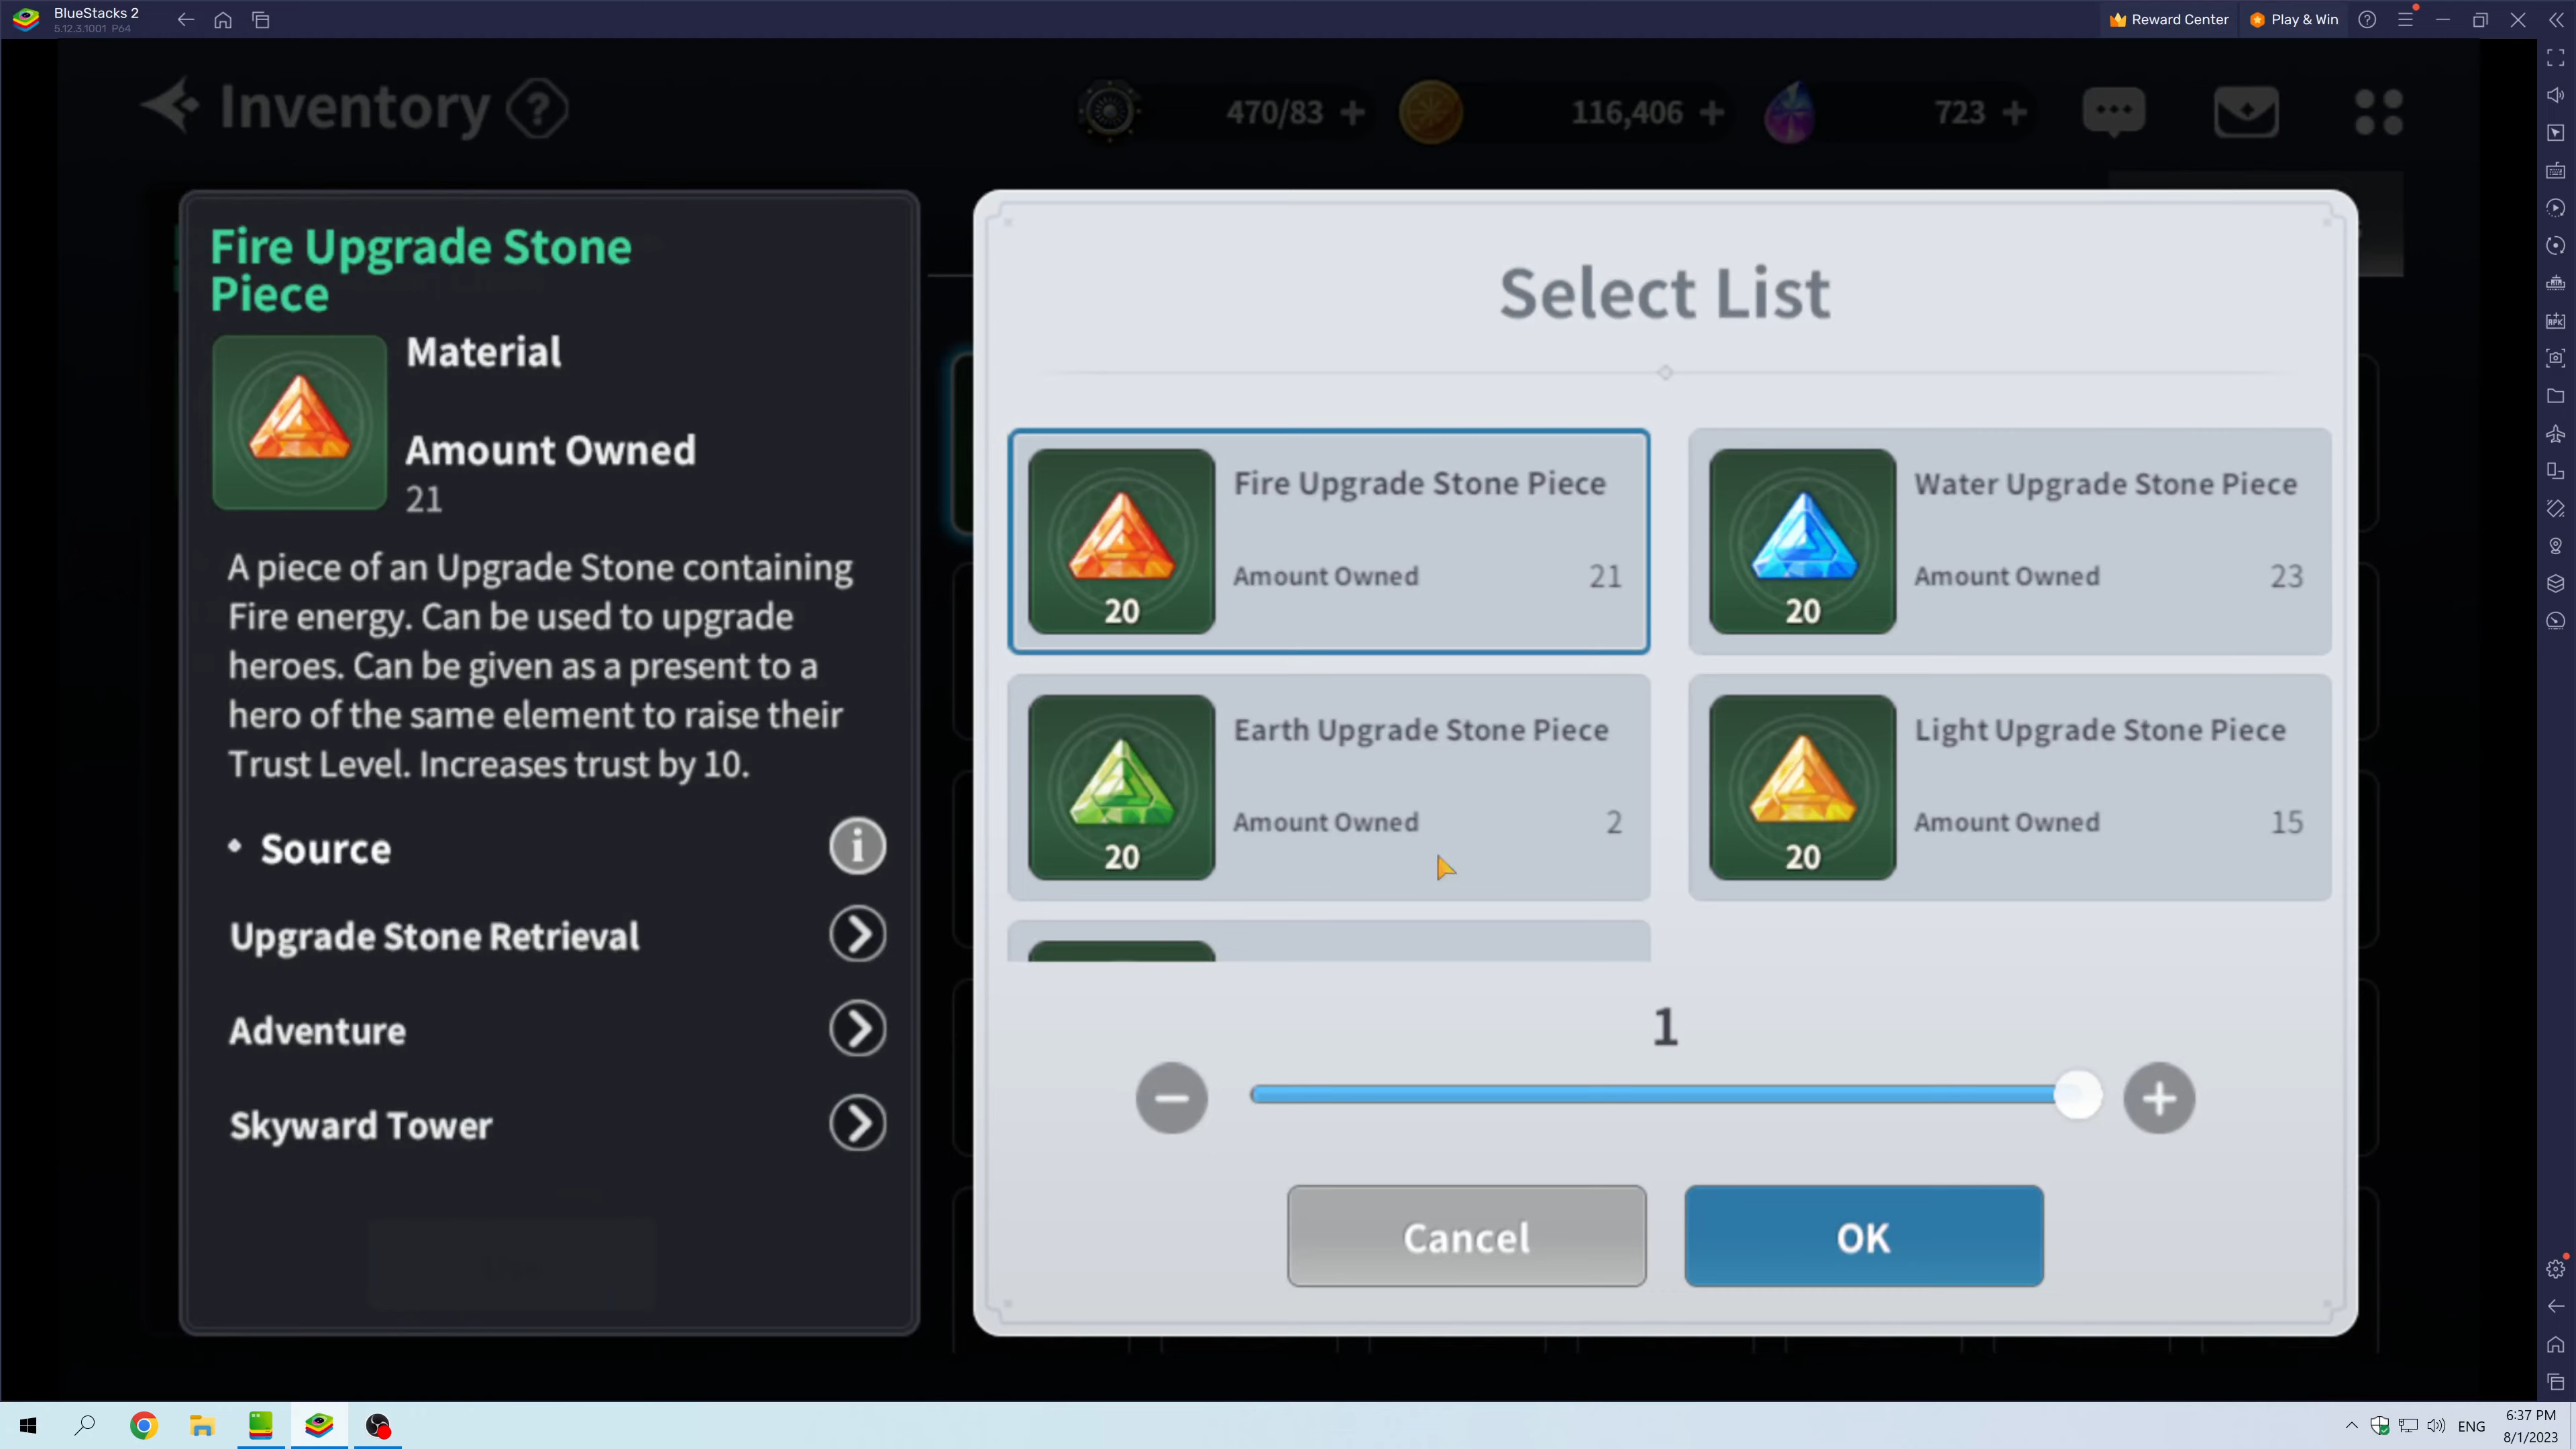 BlueStacks 2
5.12.3.1001 P64
Reward Center
Play & Win
Inventory
?
470/83
116,406
723
Fire Upgrade Stone
Piece
Material
Amount Owned
21
A piece of an Upgrade Stone containing
Fire energy. Can be used to upgrade
heroes. Can be given as a present to a
hero of the same element to raise their
Trust Level. Increases trust by 10.
Source
Upgrade Stone Retrieval
Adventure
Skyward Tower
Select List
Fire Upgrade Stone Piece
Amount Owned 21
20
Water Upgrade Stone Piece
Amount Owned 23
20
Earth Upgrade Stone Piece
Amount Owned 2
20
Light Upgrade Stone Piece
Amount Owned 15
20
1
Cancel
OK
ENG
6:37 PM
8/1/2023